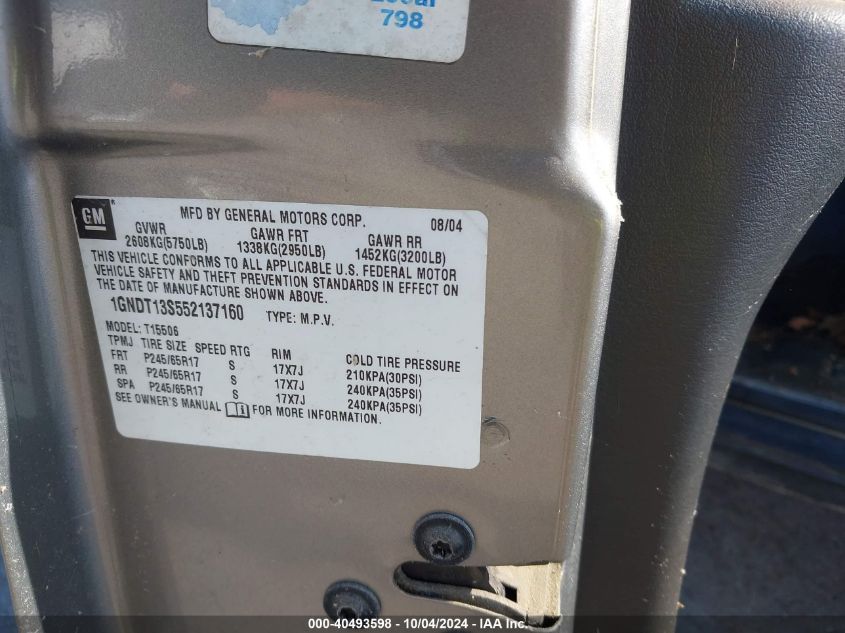 798
GM
MFD BY GENERAL MOTORS CORP. 08/04
GVWR GAWR FRT GAWR RR
2608KG(5750LB) 1338KG(2950LB) 1452KG(3200LB)
THIS VEHICLE CONFORMS TO ALL APPLICABLE U.S. FEDERAL MOTOR
VEHICLE SAFETY AND THEFT PREVENTION STANDARDS IN EFFECT ON
THE DATE OF MANUFACTURE SHOWN ABOVE.
1GNDT13S552137160 TYPE: M.P.V.
MODEL: T15506
TPMJ TIRE SIZE SPEED RTG RIM COLD TIRE PRESSURE
FRT P245/65R17 S 17X7J 210KPA(30PSI)
RR P245/65R17 S 17X7J 240KPA(35PSI)
SPA P245/65R17 S 17X7J 240KPA(35PSI)
SEE OWNER'S MANUAL FOR MORE INFORMATION.
000-40493598 - 10/04/2024 - IAA Inc.